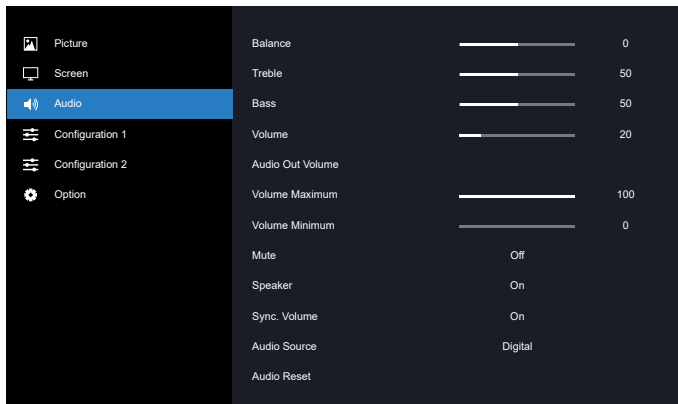 Picture
Screen
Audio
Configuration 1
Configuration 2
Option
Balance 0
Treble 50
Bass 50
Volume 20
Audio Out Volume
Volume Maximum 100
Volume Minimum 0
Mute Off
Speaker On
Sync. Volume On
Audio Source Digital
Audio Reset